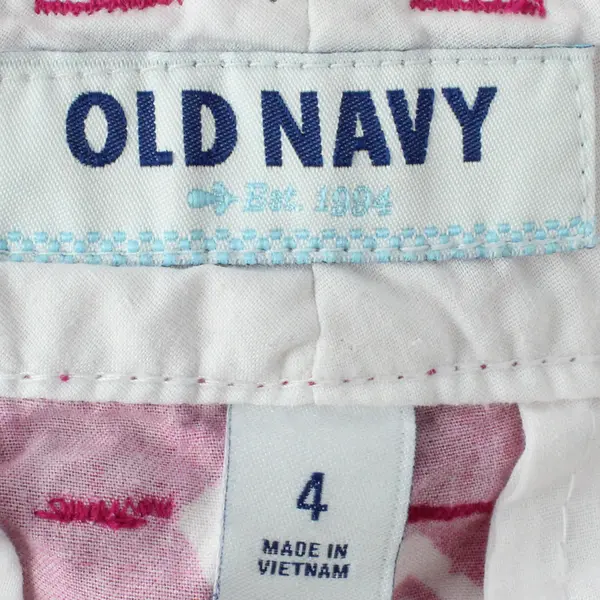 OLD NAVY
Est. 1994
4
MADE IN
VIETNAM